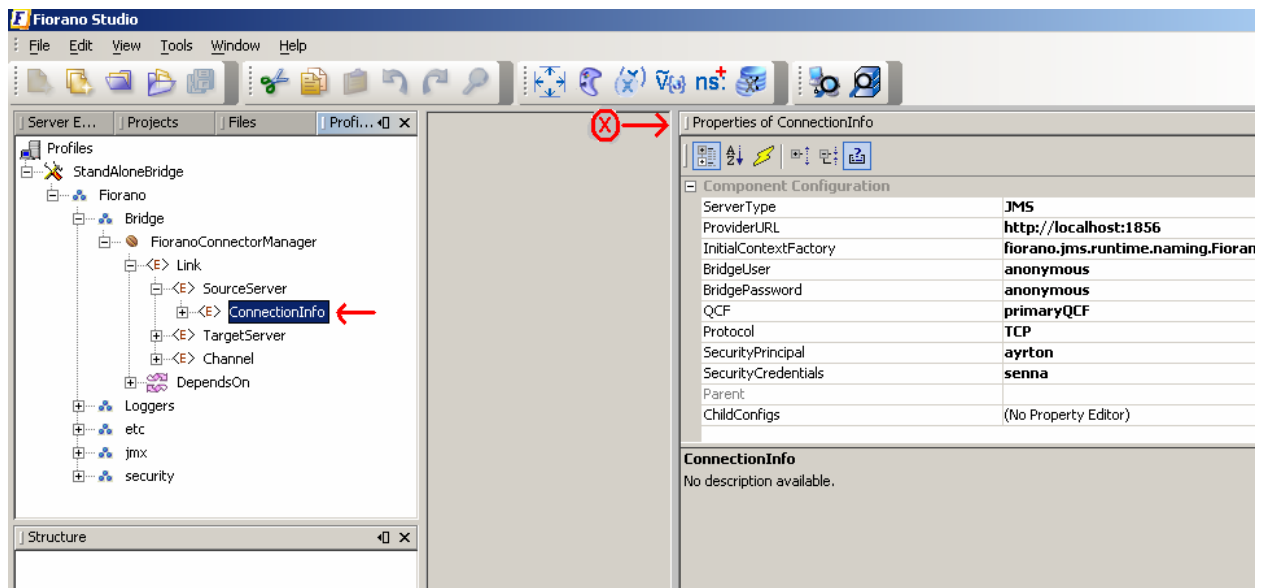 Fiorano Studio
File Edit View Tools Window Help
ns
Server E... Projects Files Profi...
Profiles
StandAloneBridge
Fiorano
Bridge
FioranoConnectorManager
<E> Link
<E> SourceServer
<E> ConnectionInfo
<E> TargetServer
<E> Channel
DependsOn
Loggers
etc
jmx
security
Structure
X
Properties of ConnectionInfo
Component Configuration
ServerType JMS
ProviderURL http://localhost:1856
InitialContextFactory fiorano.jms.runtime.naming.Fioran
BridgeUser anonymous
BridgePassword anonymous
QCF primaryQCF
Protocol TCP
SecurityPrincipal ayrton
SecurityCredentials senna
Parent
ChildConfigs (No Property Editor)
ConnectionInfo
No description available.